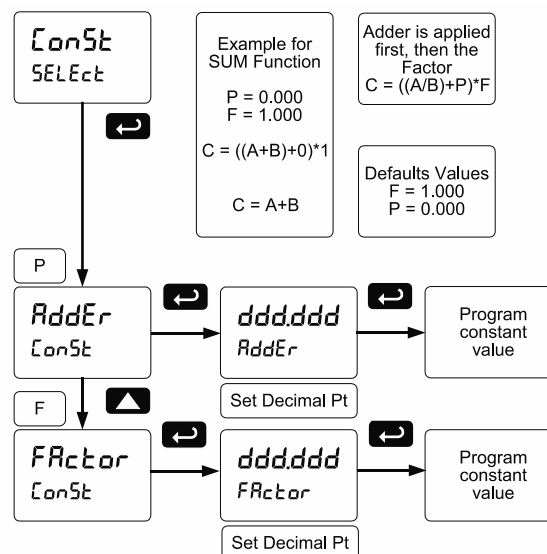 ConSt
SELEct
Example for
SUM Function
P = 0.000
F = 1.000
C = ((A+B)+0)*1
C = A+B
Adder is applied
first, then the
Factor
C = ((A/B)+P)*F
Defaults Values
F = 1.000
P = 0.000
P
AddEr
ConSt
ddd.ddd
AddEr
Program
constant
value
Set Decimal Pt
F
FActor
ConSt
ddd.ddd
FActor
Program
constant
value
Set Decimal Pt